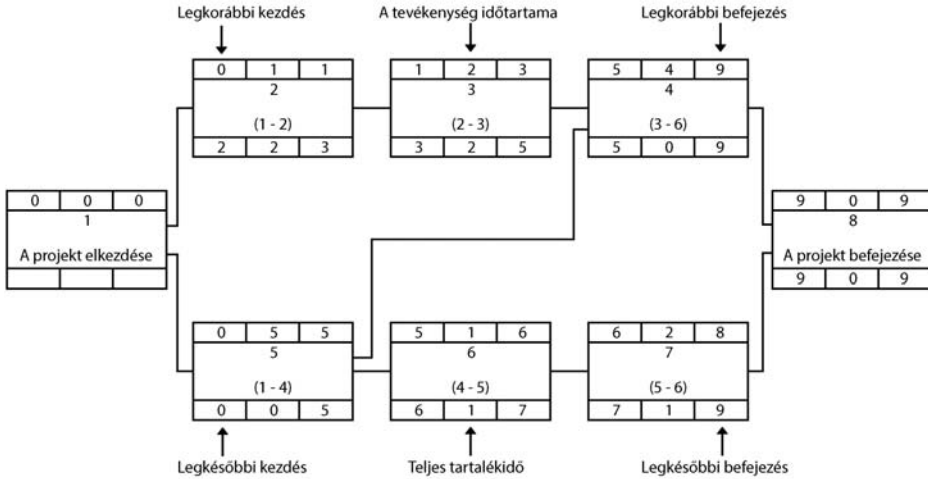 Legkorábbi kezdés A tevékenység időtartama Legkorábbi befejezés
0 1 1 1 2 3 5 4 9
2 3 4
(1 - 2) (2 - 3) (3 - 6)
2 2 3 3 2 5 5 0 9
0 0 0 9 0 9
1 8
A projekt elkezdése A projekt befejezése
9 0 9
0 5 5 5 1 6 6 2 8
5 6 7
(1 - 4) (4 - 5) (5 - 6)
0 0 5 6 1 7 7 1 9
Legkésőbbi kezdés Teljes tartalékidő Legkésőbbi befejezés